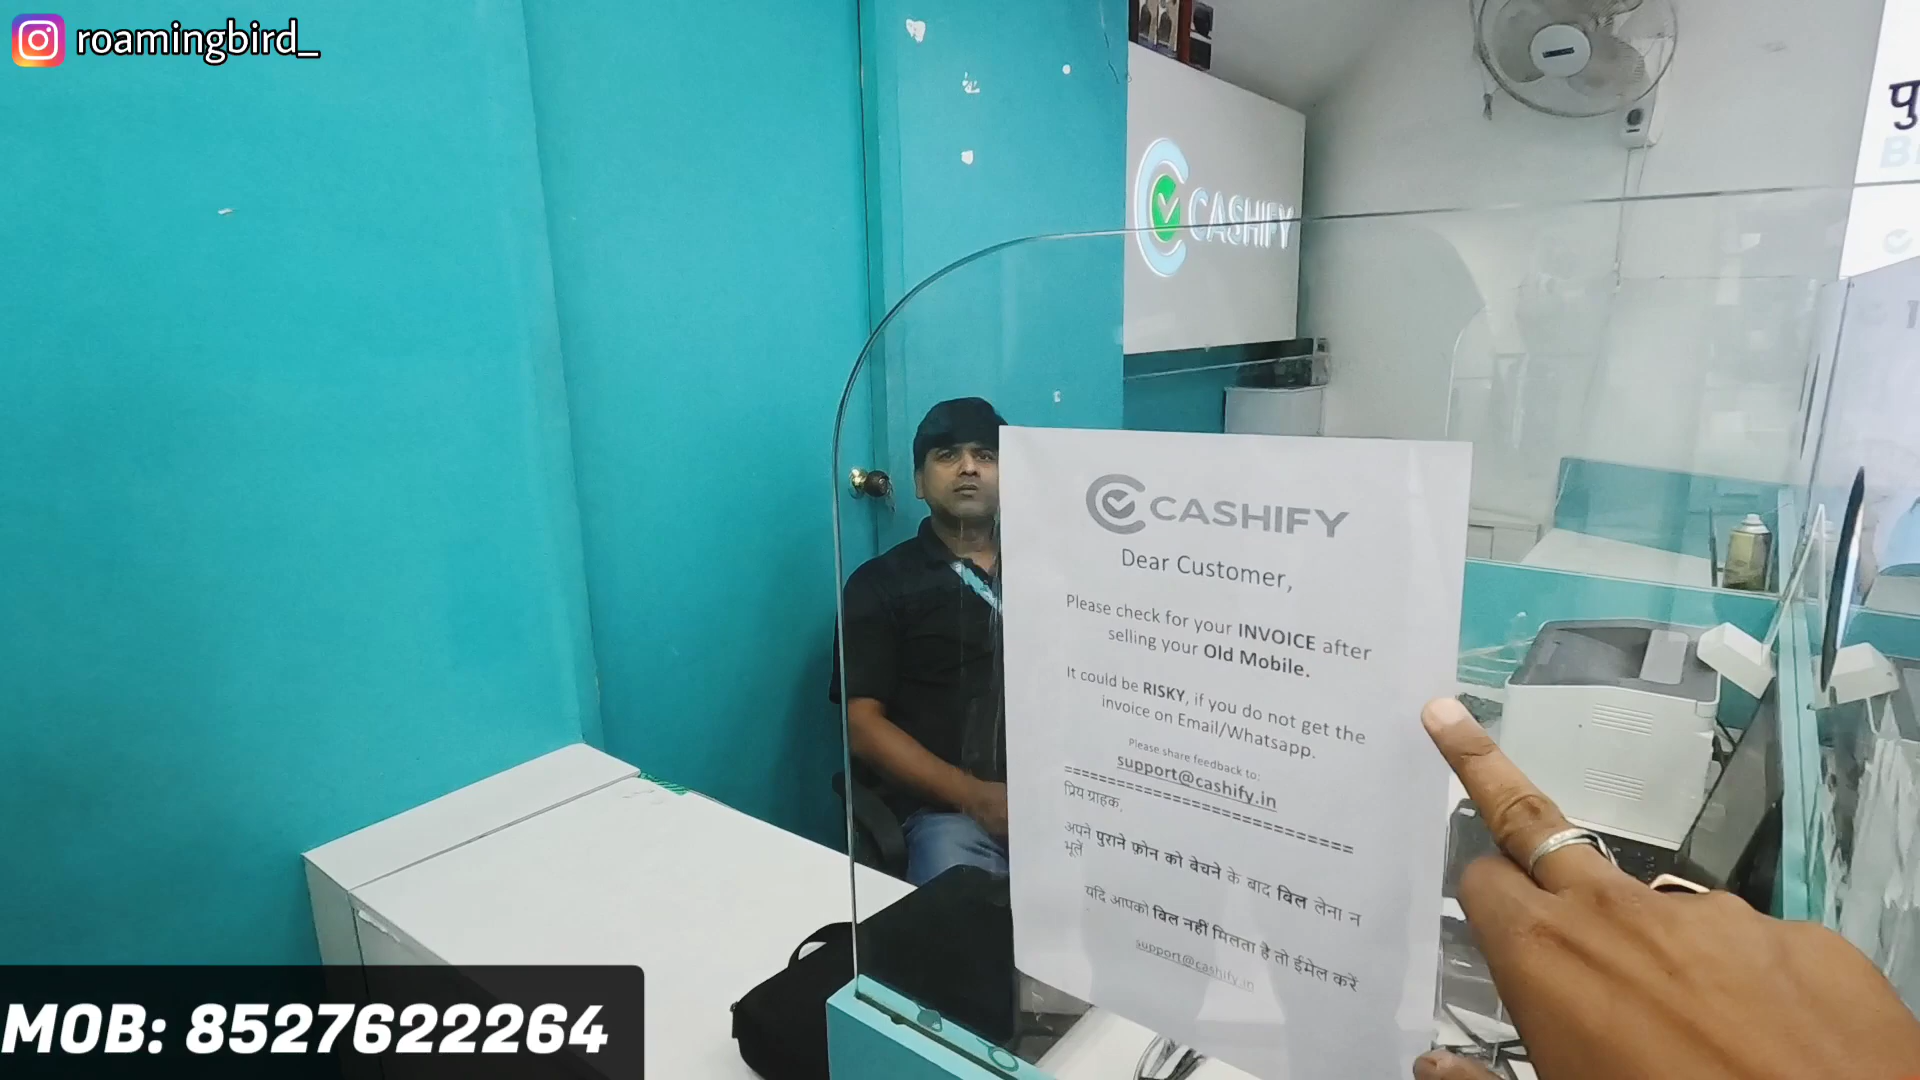 roamingbird_
CASHIFY
CASHIFY
Dear Customer,
Please check for your INVOICE after
selling your Old Mobile.
It could be RISKY, if you do not get the
invoice on Email/Whatsapp.
Please share feedback to:
support@cashify.in
==============================
प्रिय ग्राहक,
अपने पुराने फ़ोन को बेचने के बाद बिल लेना न
भूलें
यदि आपको बिल नहीं मिलता है तो ईमेल करें
support@cashify.in
MOB: 8527622264